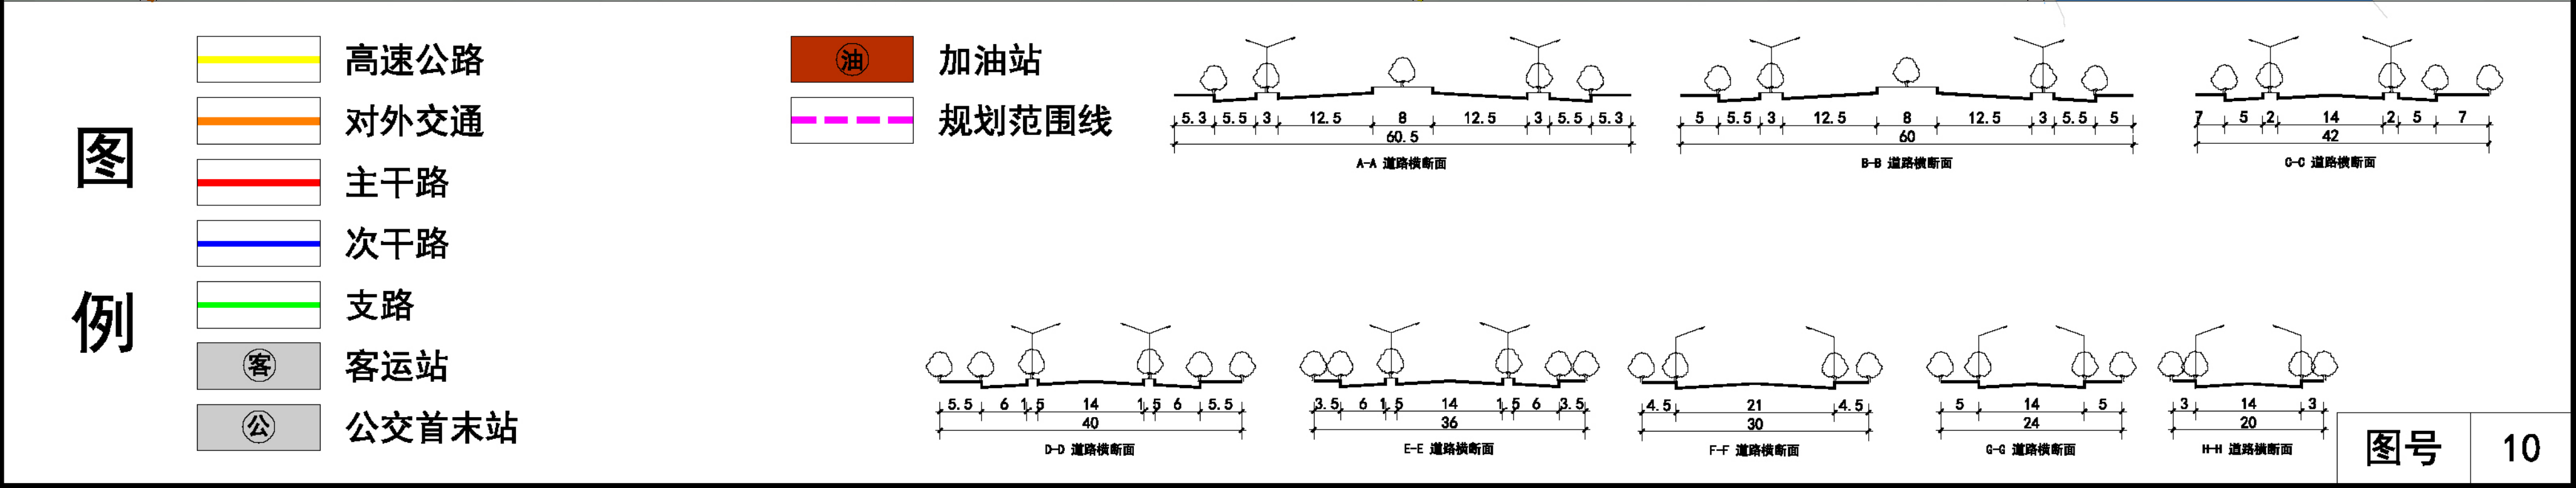 图例
高速公路
对外交通
主干路
次干路
支路
客 客运站
公 公交首末站
油 加油站
规划范围线
5.3 5.5 3 12.5 8 12.5 3 5.5 5.3
60.5
A-A 道路横断面
5 5.5 3 12.5 8 12.5 3 5.5 5
60
B-B 道路横断面
7 5 2 14 2 5 7
42
C-C 道路横断面
5.5 6 1.5 14 1.5 6 5.5
40
D-D 道路横断面
3.5 6 1.5 14 1.5 6 3.5
36
E-E 道路横断面
4.5 21 4.5
30
F-F 道路横断面
5 14 5
24
G-G 道路横断面
3 14 3
20
H-H 道路横断面
图号 10